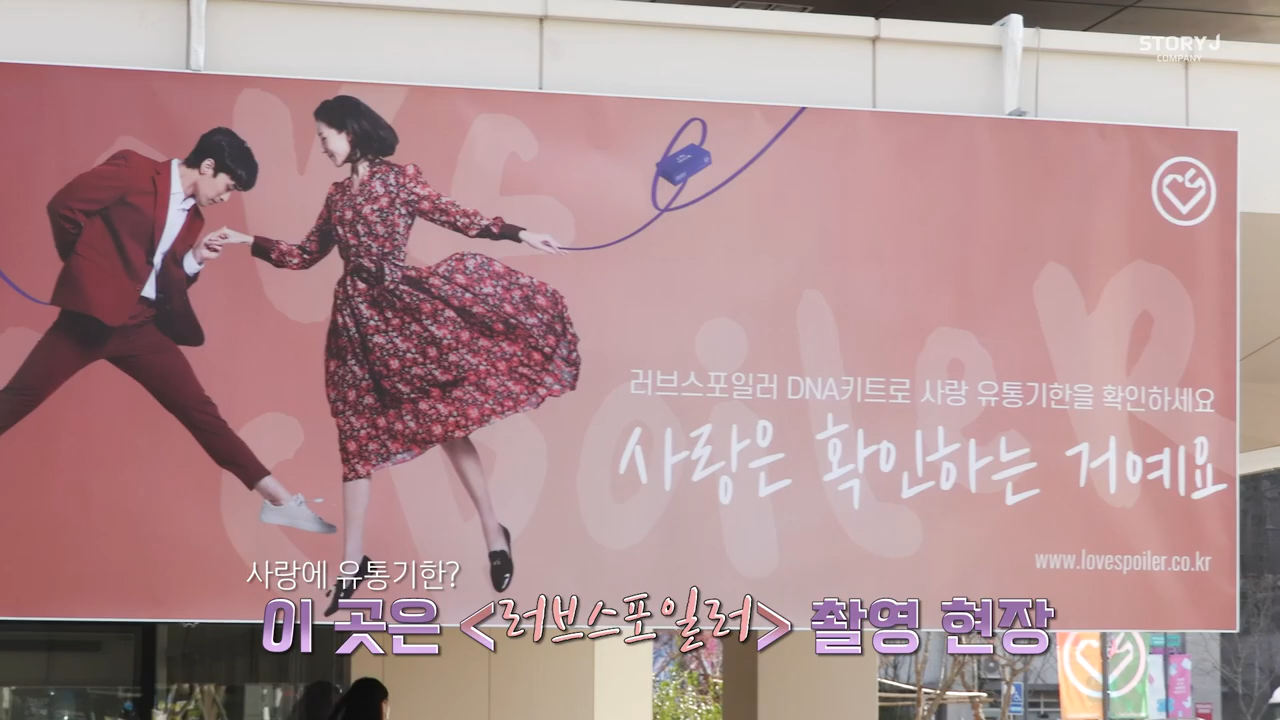 STORYJ
COMPANY
Vs
SpoileR
러브스포일러 DNA키트로 사랑 유통기한을 확인하세요
사랑은 확인하는 거예요
www.lovespoiler.co.kr
사랑에 유통기한?
이 곳은 <러브스포일러> 촬영 현장